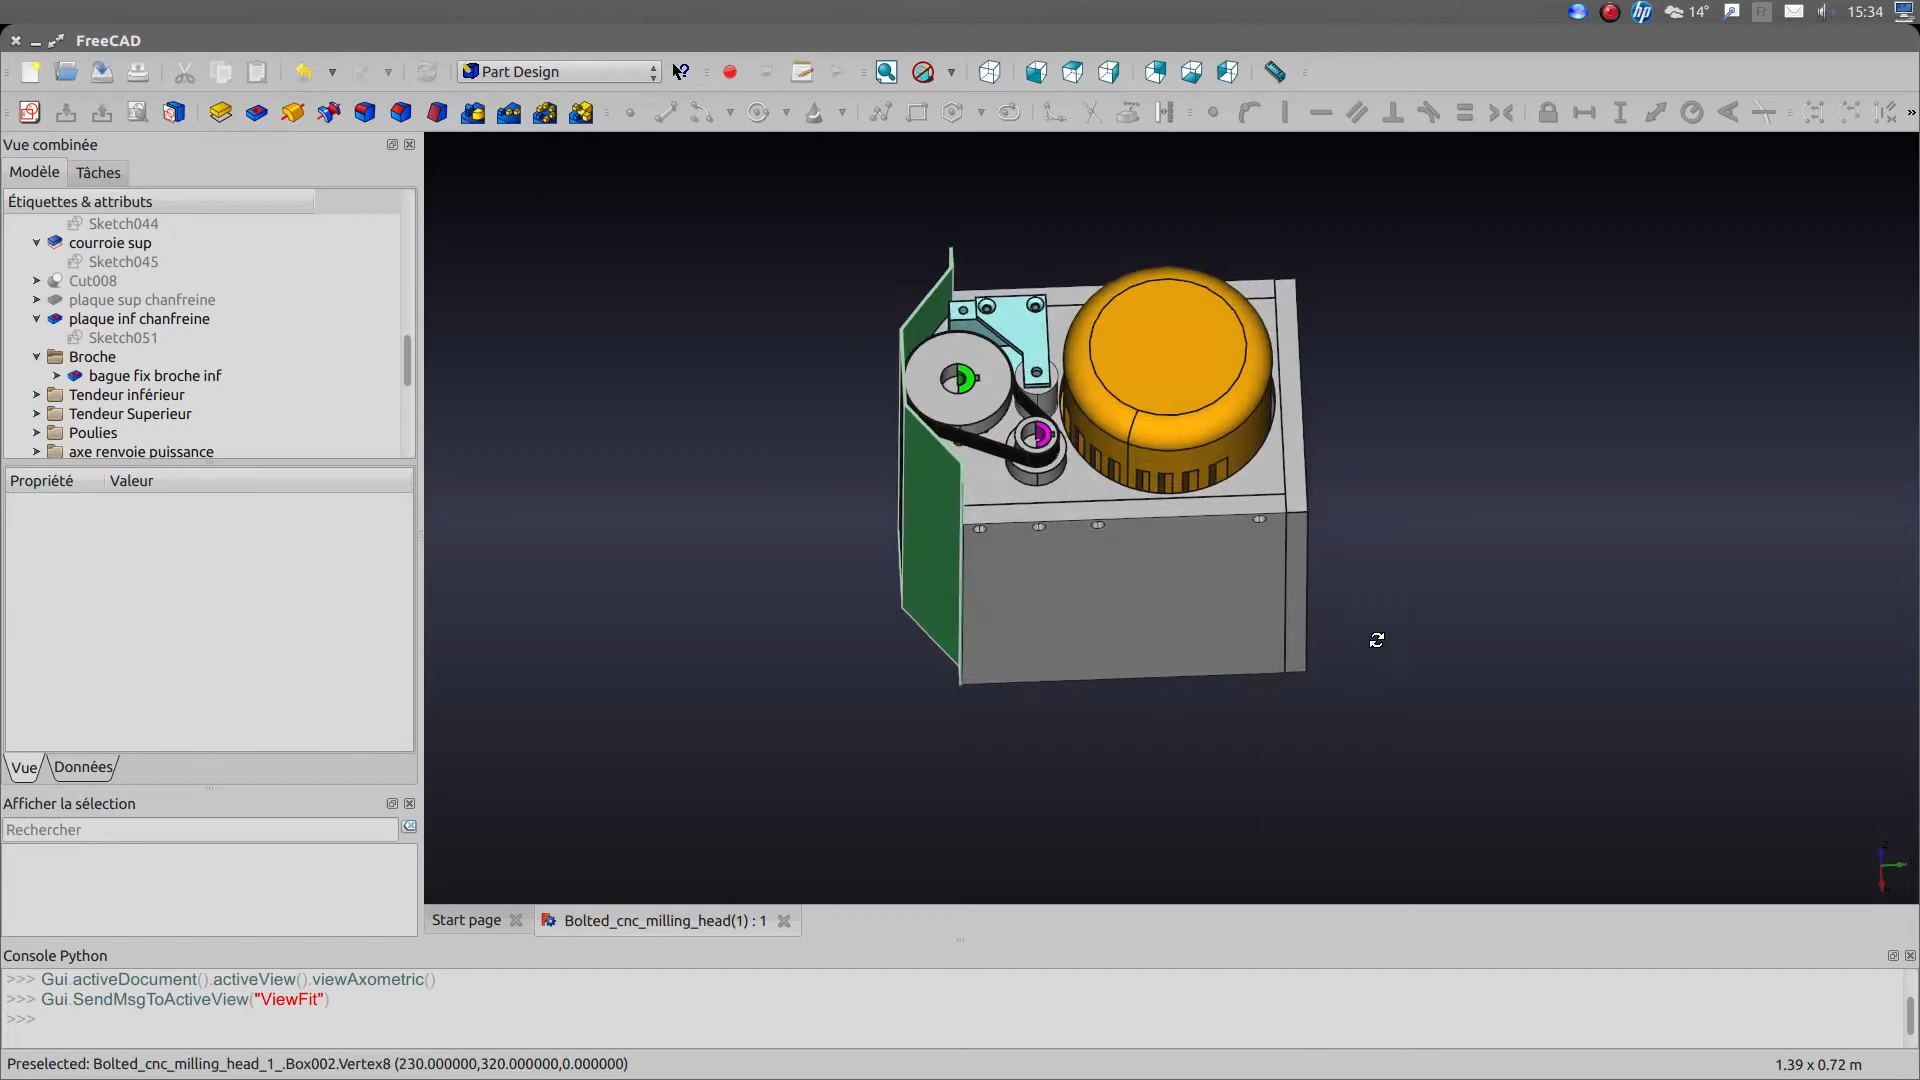 14°
Fr
15:34
FreeCAD
Part Design
Vue combinée
Modèle
Tâches
Étiquettes & attributs
Sketch044
courroie sup
Sketch045
Cut008
plaque sup chanfreine
plaque inf chanfreine
Sketch051
Broche
bague fix broche inf
Tendeur inférieur
Tendeur Superieur
Poulies
axe renvoie puissance
Propriété
Valeur
Vue
Données
Afficher la sélection
Rechercher
Start page
Bolted_cnc_milling_head(1) : 1
Console Python
>>> Gui.activeDocument().activeView().viewAxometric()
>>> Gui.SendMsgToActiveView("ViewFit")
>>>
Preselected: Bolted_cnc_milling_head_1_.Box002.Vertex8 (230.000000,320.000000,0.000000)
1.39 x 0.72 m